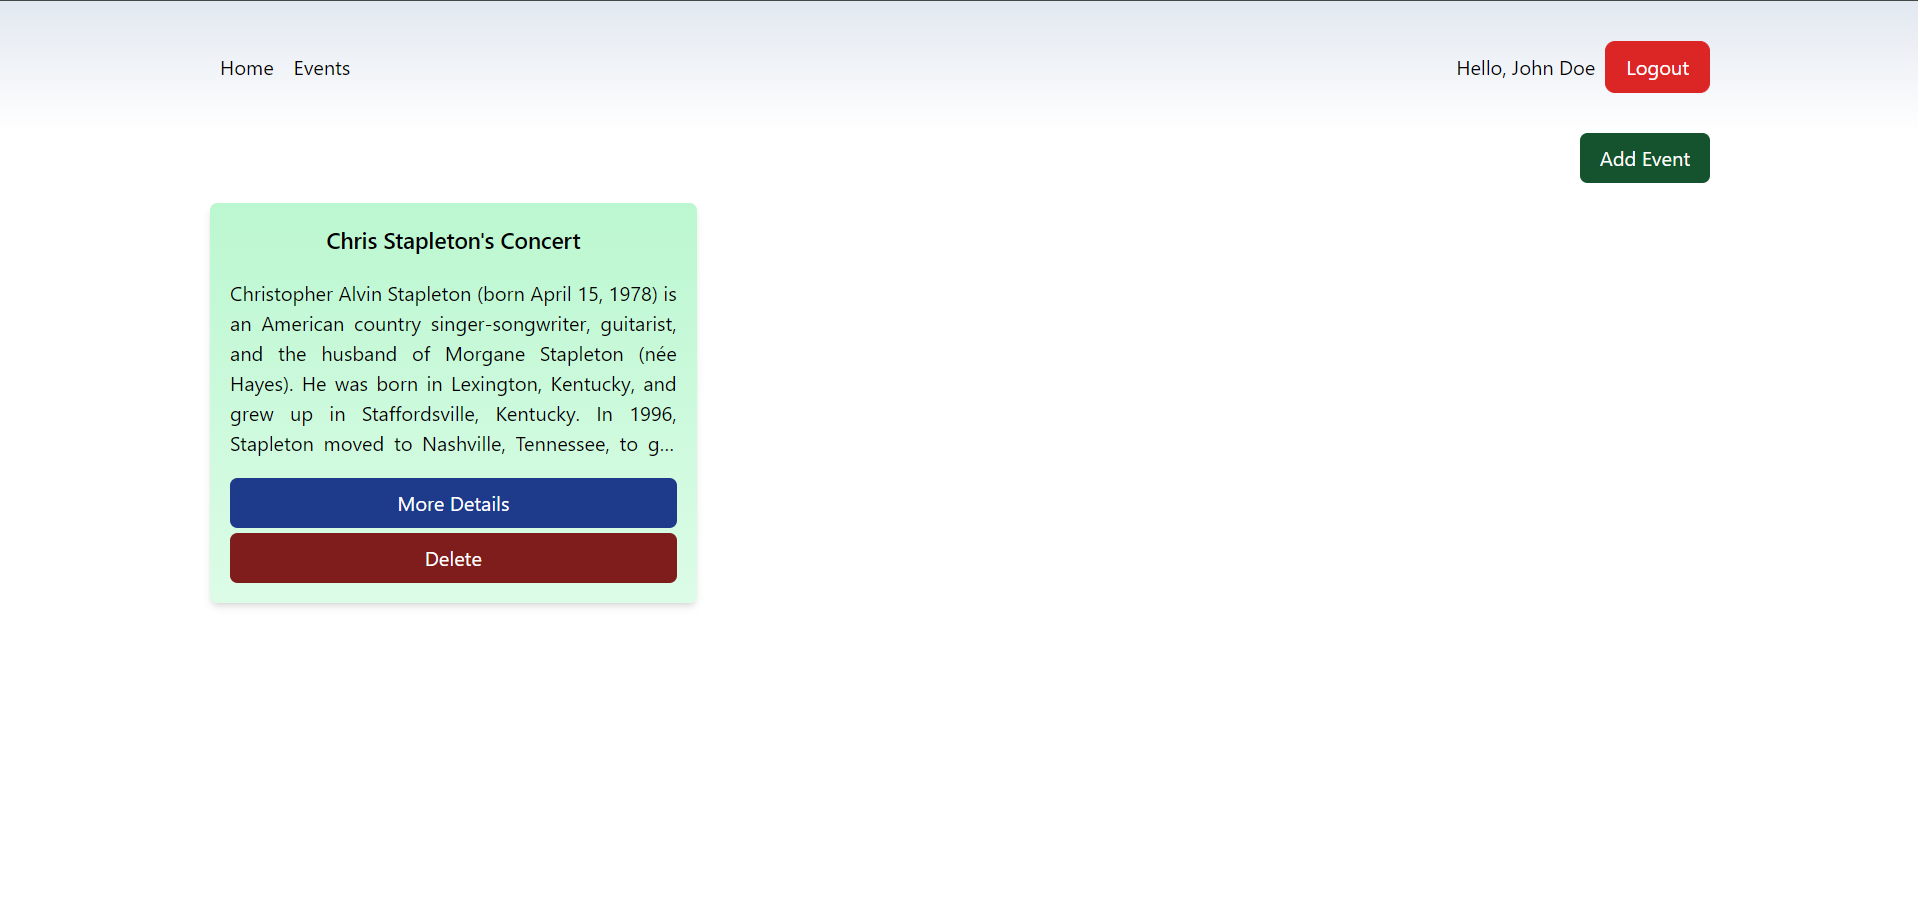 Home Events Hello, John Doe Logout
Add Event
Chris Stapleton's Concert
Christopher Alvin Stapleton (born April 15, 1978) is
an American country singer-songwriter, guitarist,
and the husband of Morgane Stapleton (née
Hayes). He was born in Lexington, Kentucky, and
grew up in Staffordsville, Kentucky. In 1996,
Stapleton moved to Nashville, Tennessee, to g...
More Details
Delete